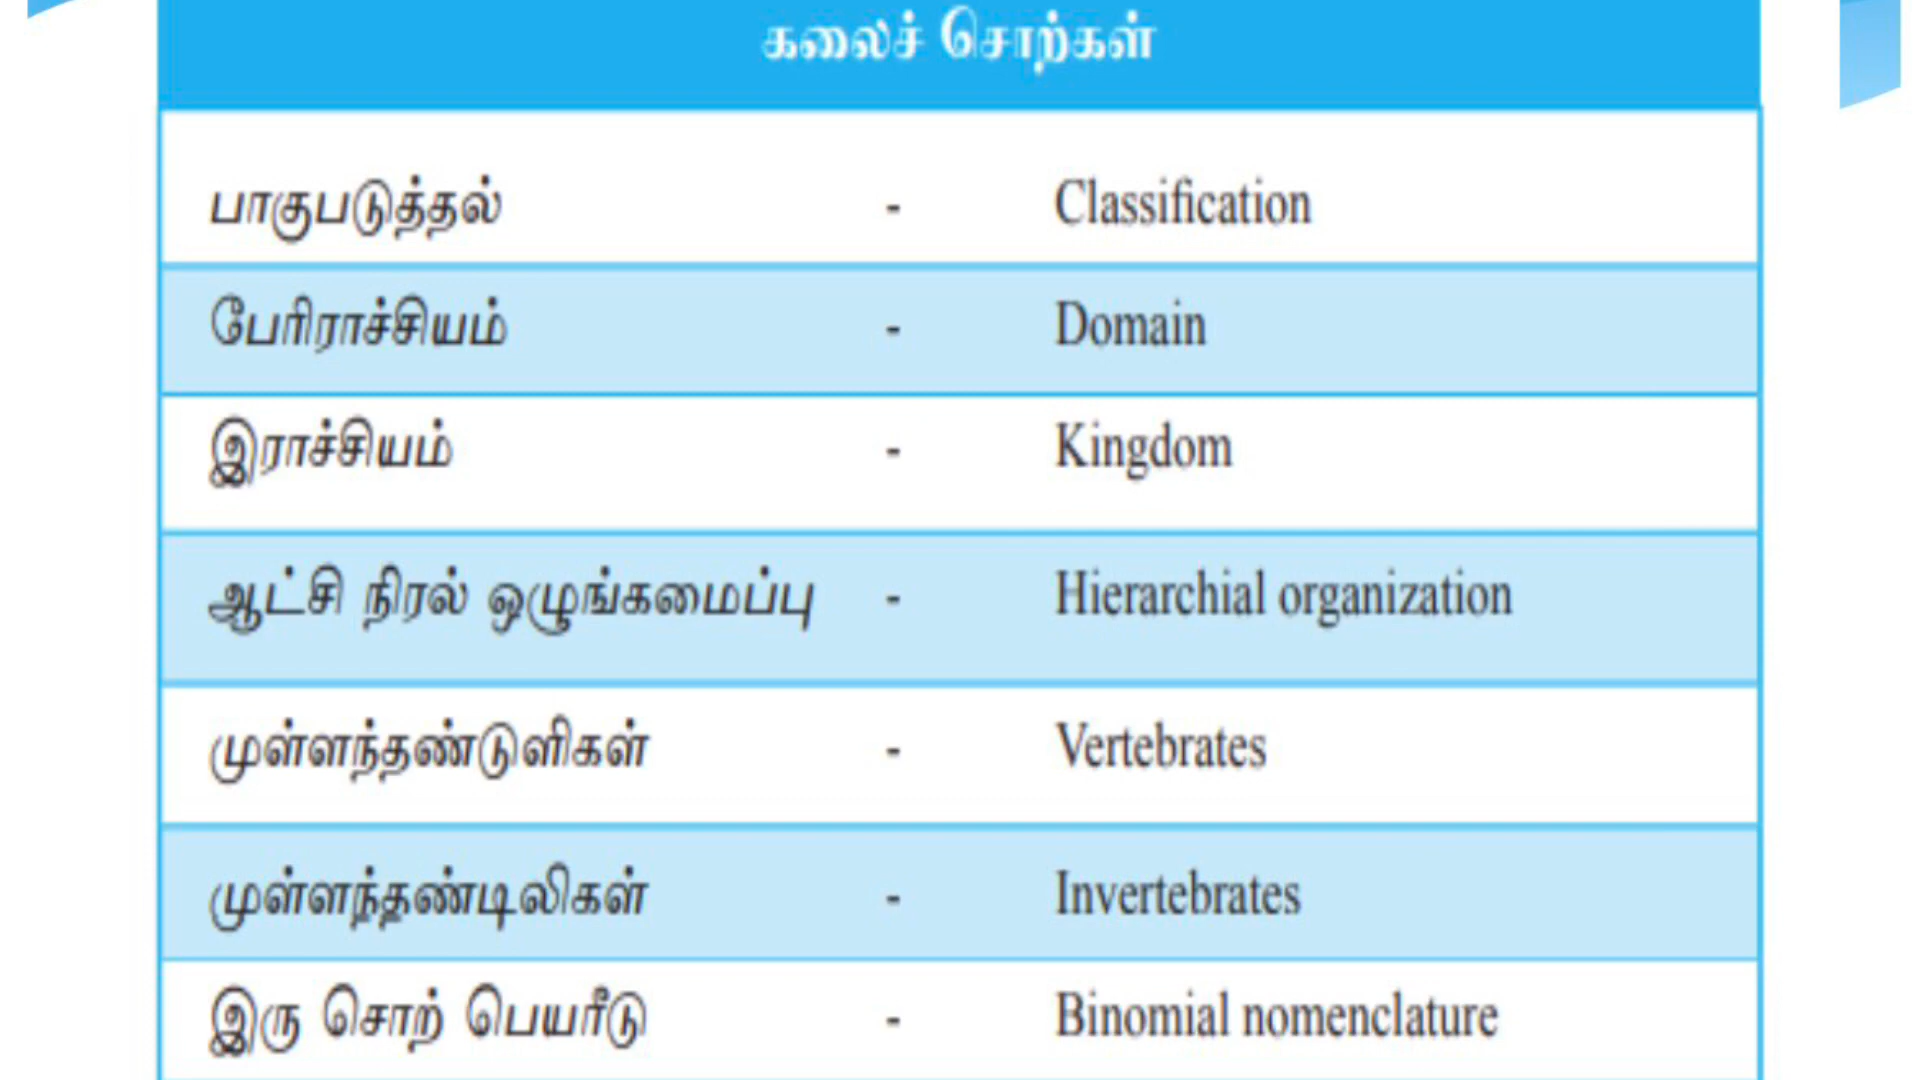 கலைச் சொற்கள்
பாகுபடுத்தல் - Classification
பேரிராச்சியம் - Domain
இராச்சியம் - Kingdom
ஆட்சி நிரல் ஒழுங்கமைப்பு - Hierarchial organization
முள்ளந்தண்டுளிகள் - Vertebrates
முள்ளந்தண்டிலிகள் - Invertebrates
இரு சொற் பெயரீடு - Binomial nomenclature